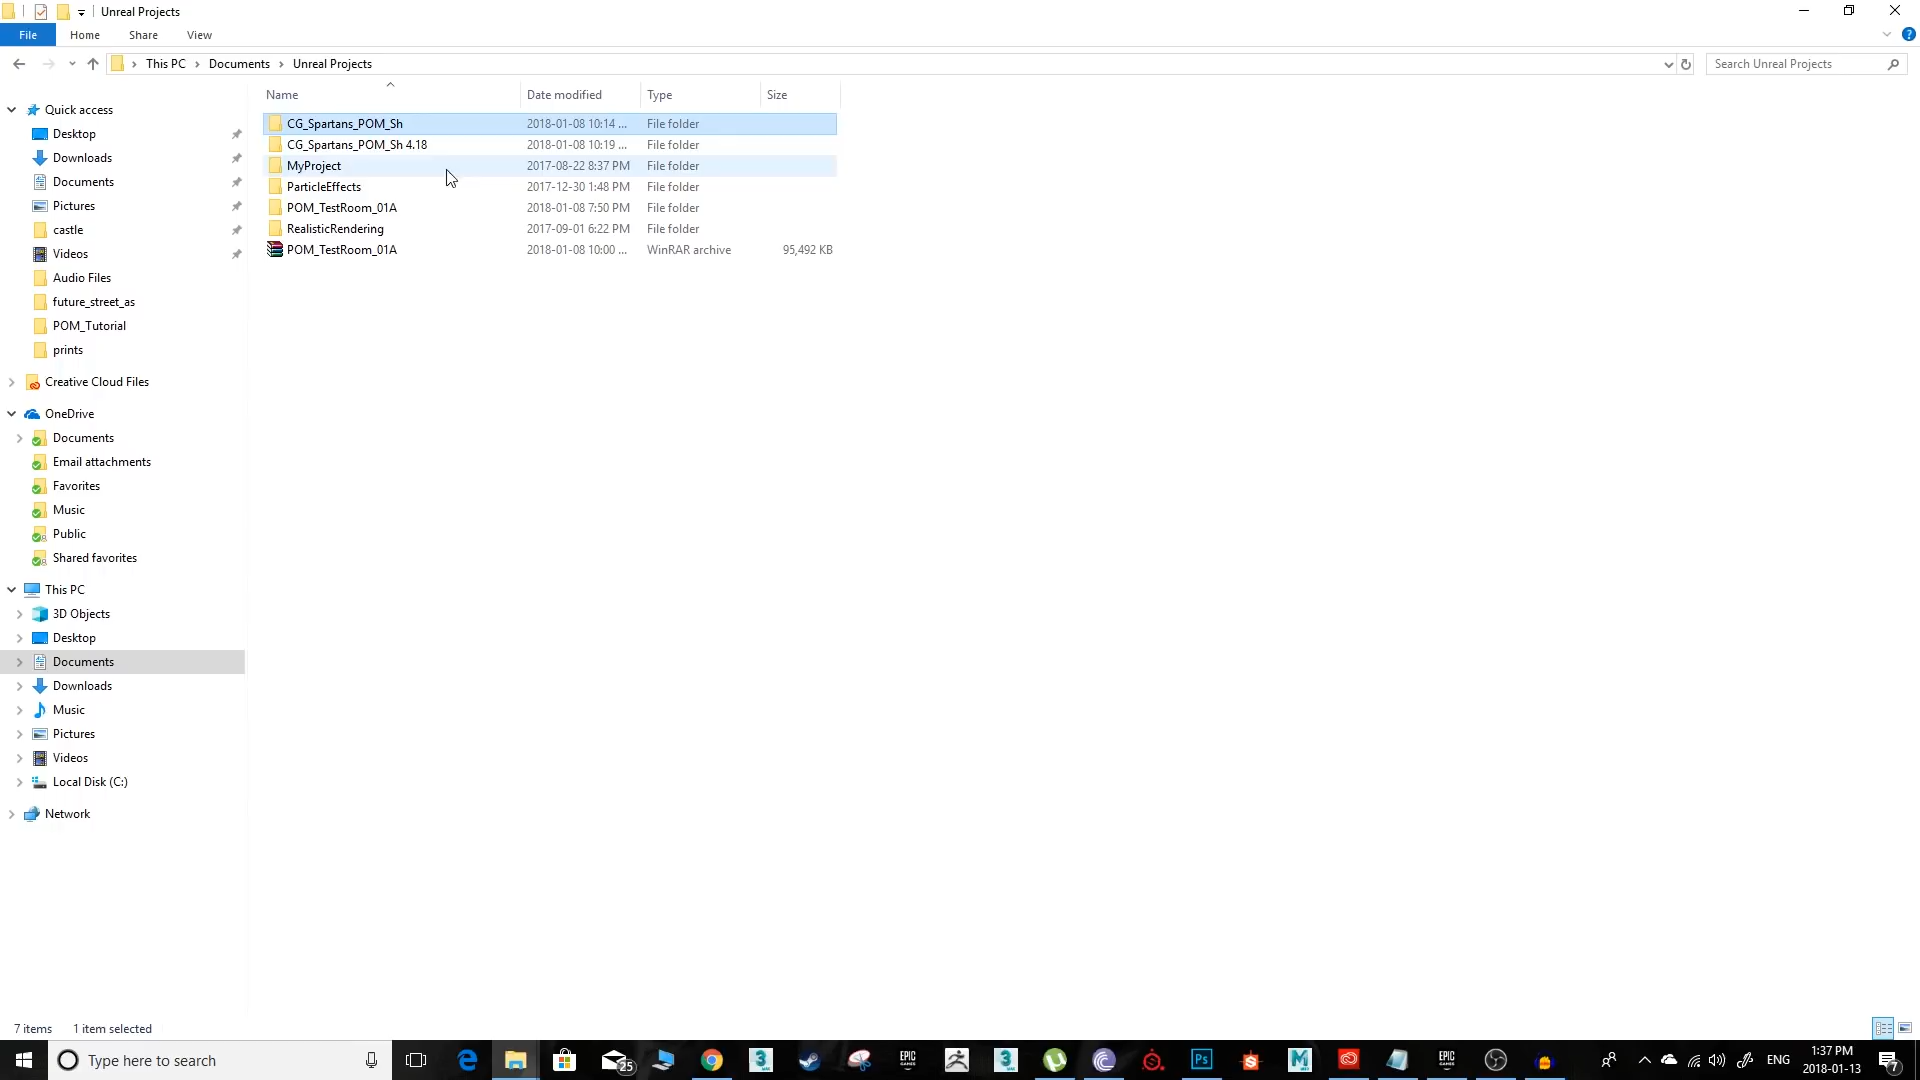 Unreal Projects
File Home Share View
This PC Documents Unreal Projects Search Unreal Projects
Name Date modified Type Size
CG_Spartans_POM_Sh 2018-01-08 10:14 ... File folder
CG_Spartans_POM_Sh 4.18 2018-01-08 10:19 ... File folder
MyProject 2017-08-22 8:37 PM File folder
ParticleEffects 2017-12-30 1:48 PM File folder
POM_TestRoom_01A 2018-01-08 7:50 PM File folder
RealisticRendering 2017-09-01 6:22 PM File folder
POM_TestRoom_01A 2018-01-08 10:00 ... WinRAR archive 95,492 KB
Quick access
Desktop
Downloads
Documents
Pictures
castle
Videos
Audio Files
future_street_as
POM_Tutorial
prints
Creative Cloud Files
OneDrive
Documents
Email attachments
Favorites
Music
Public
Shared favorites
This PC
3D Objects
Desktop
Documents
Downloads
Music
Pictures
Videos
Local Disk (C:)
Network
7 items 1 item selected
Type here to search
25
EPIC GAMES
Ps
EPIC GAMES
ENG
1:37 PM
2018-01-13
7